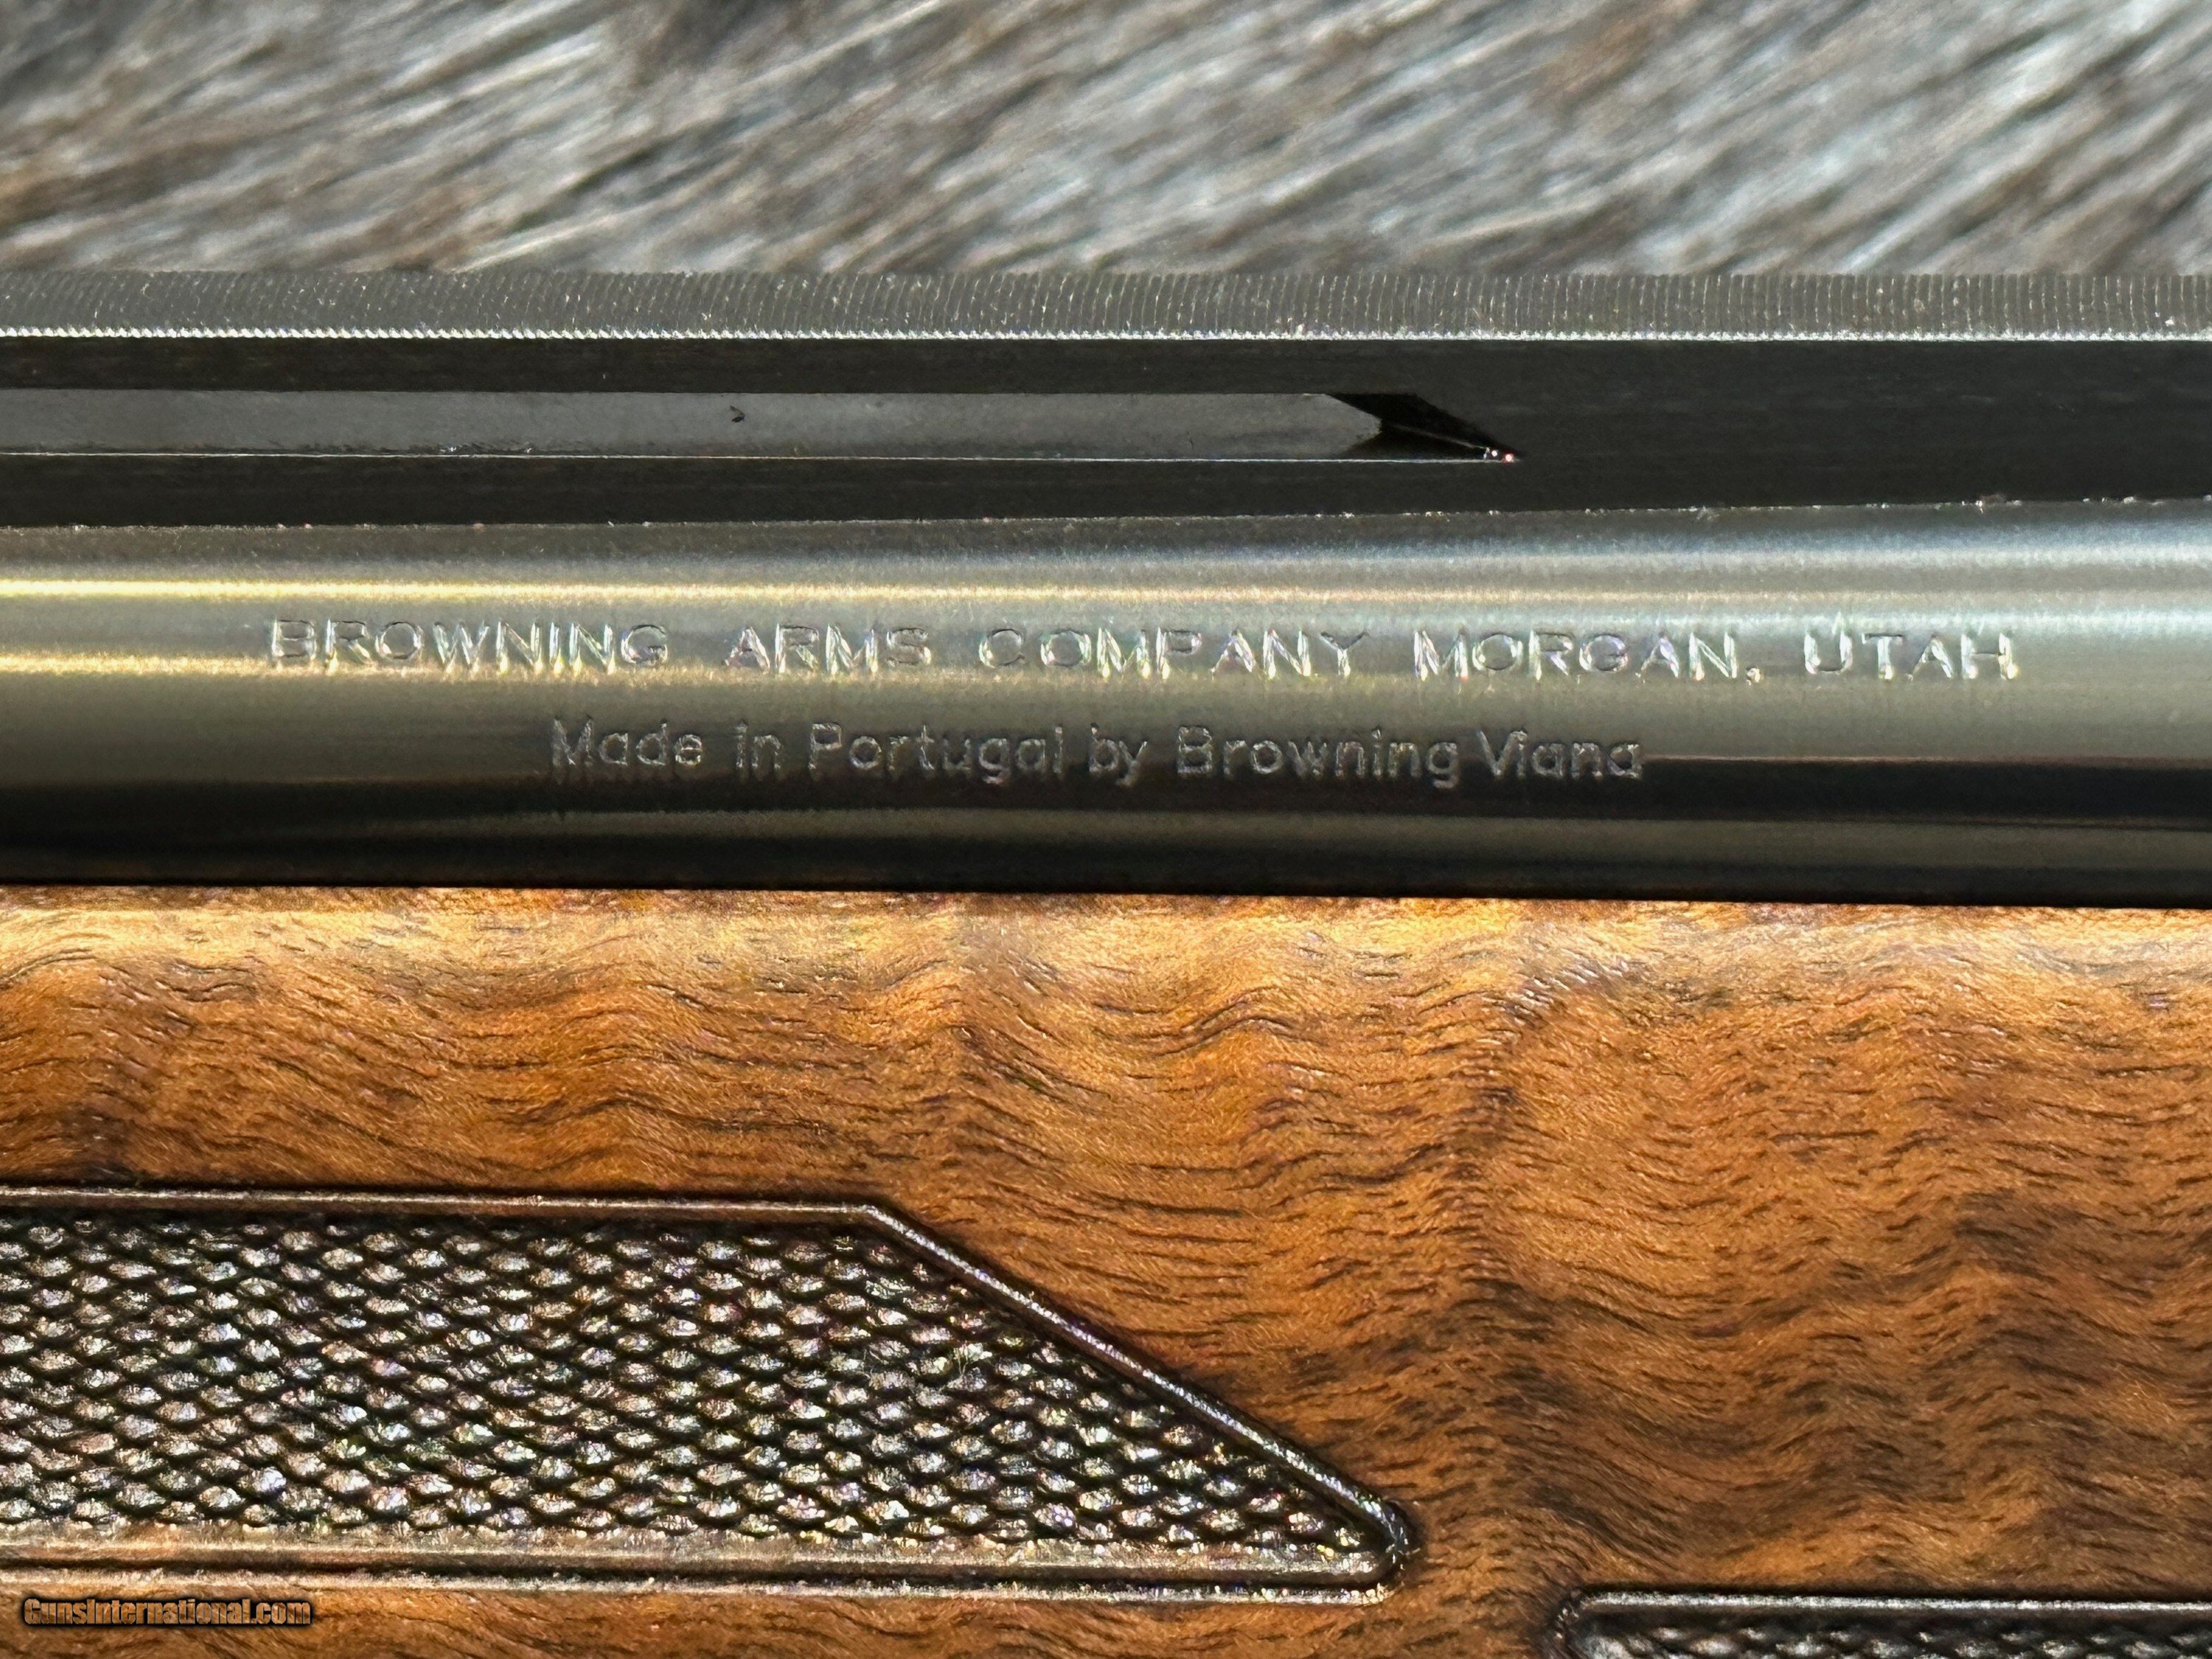 BROWNING ARMS COMPANY MORGAN, UTAH
Made in Portugal by Browning Viana
GunsInternational.com